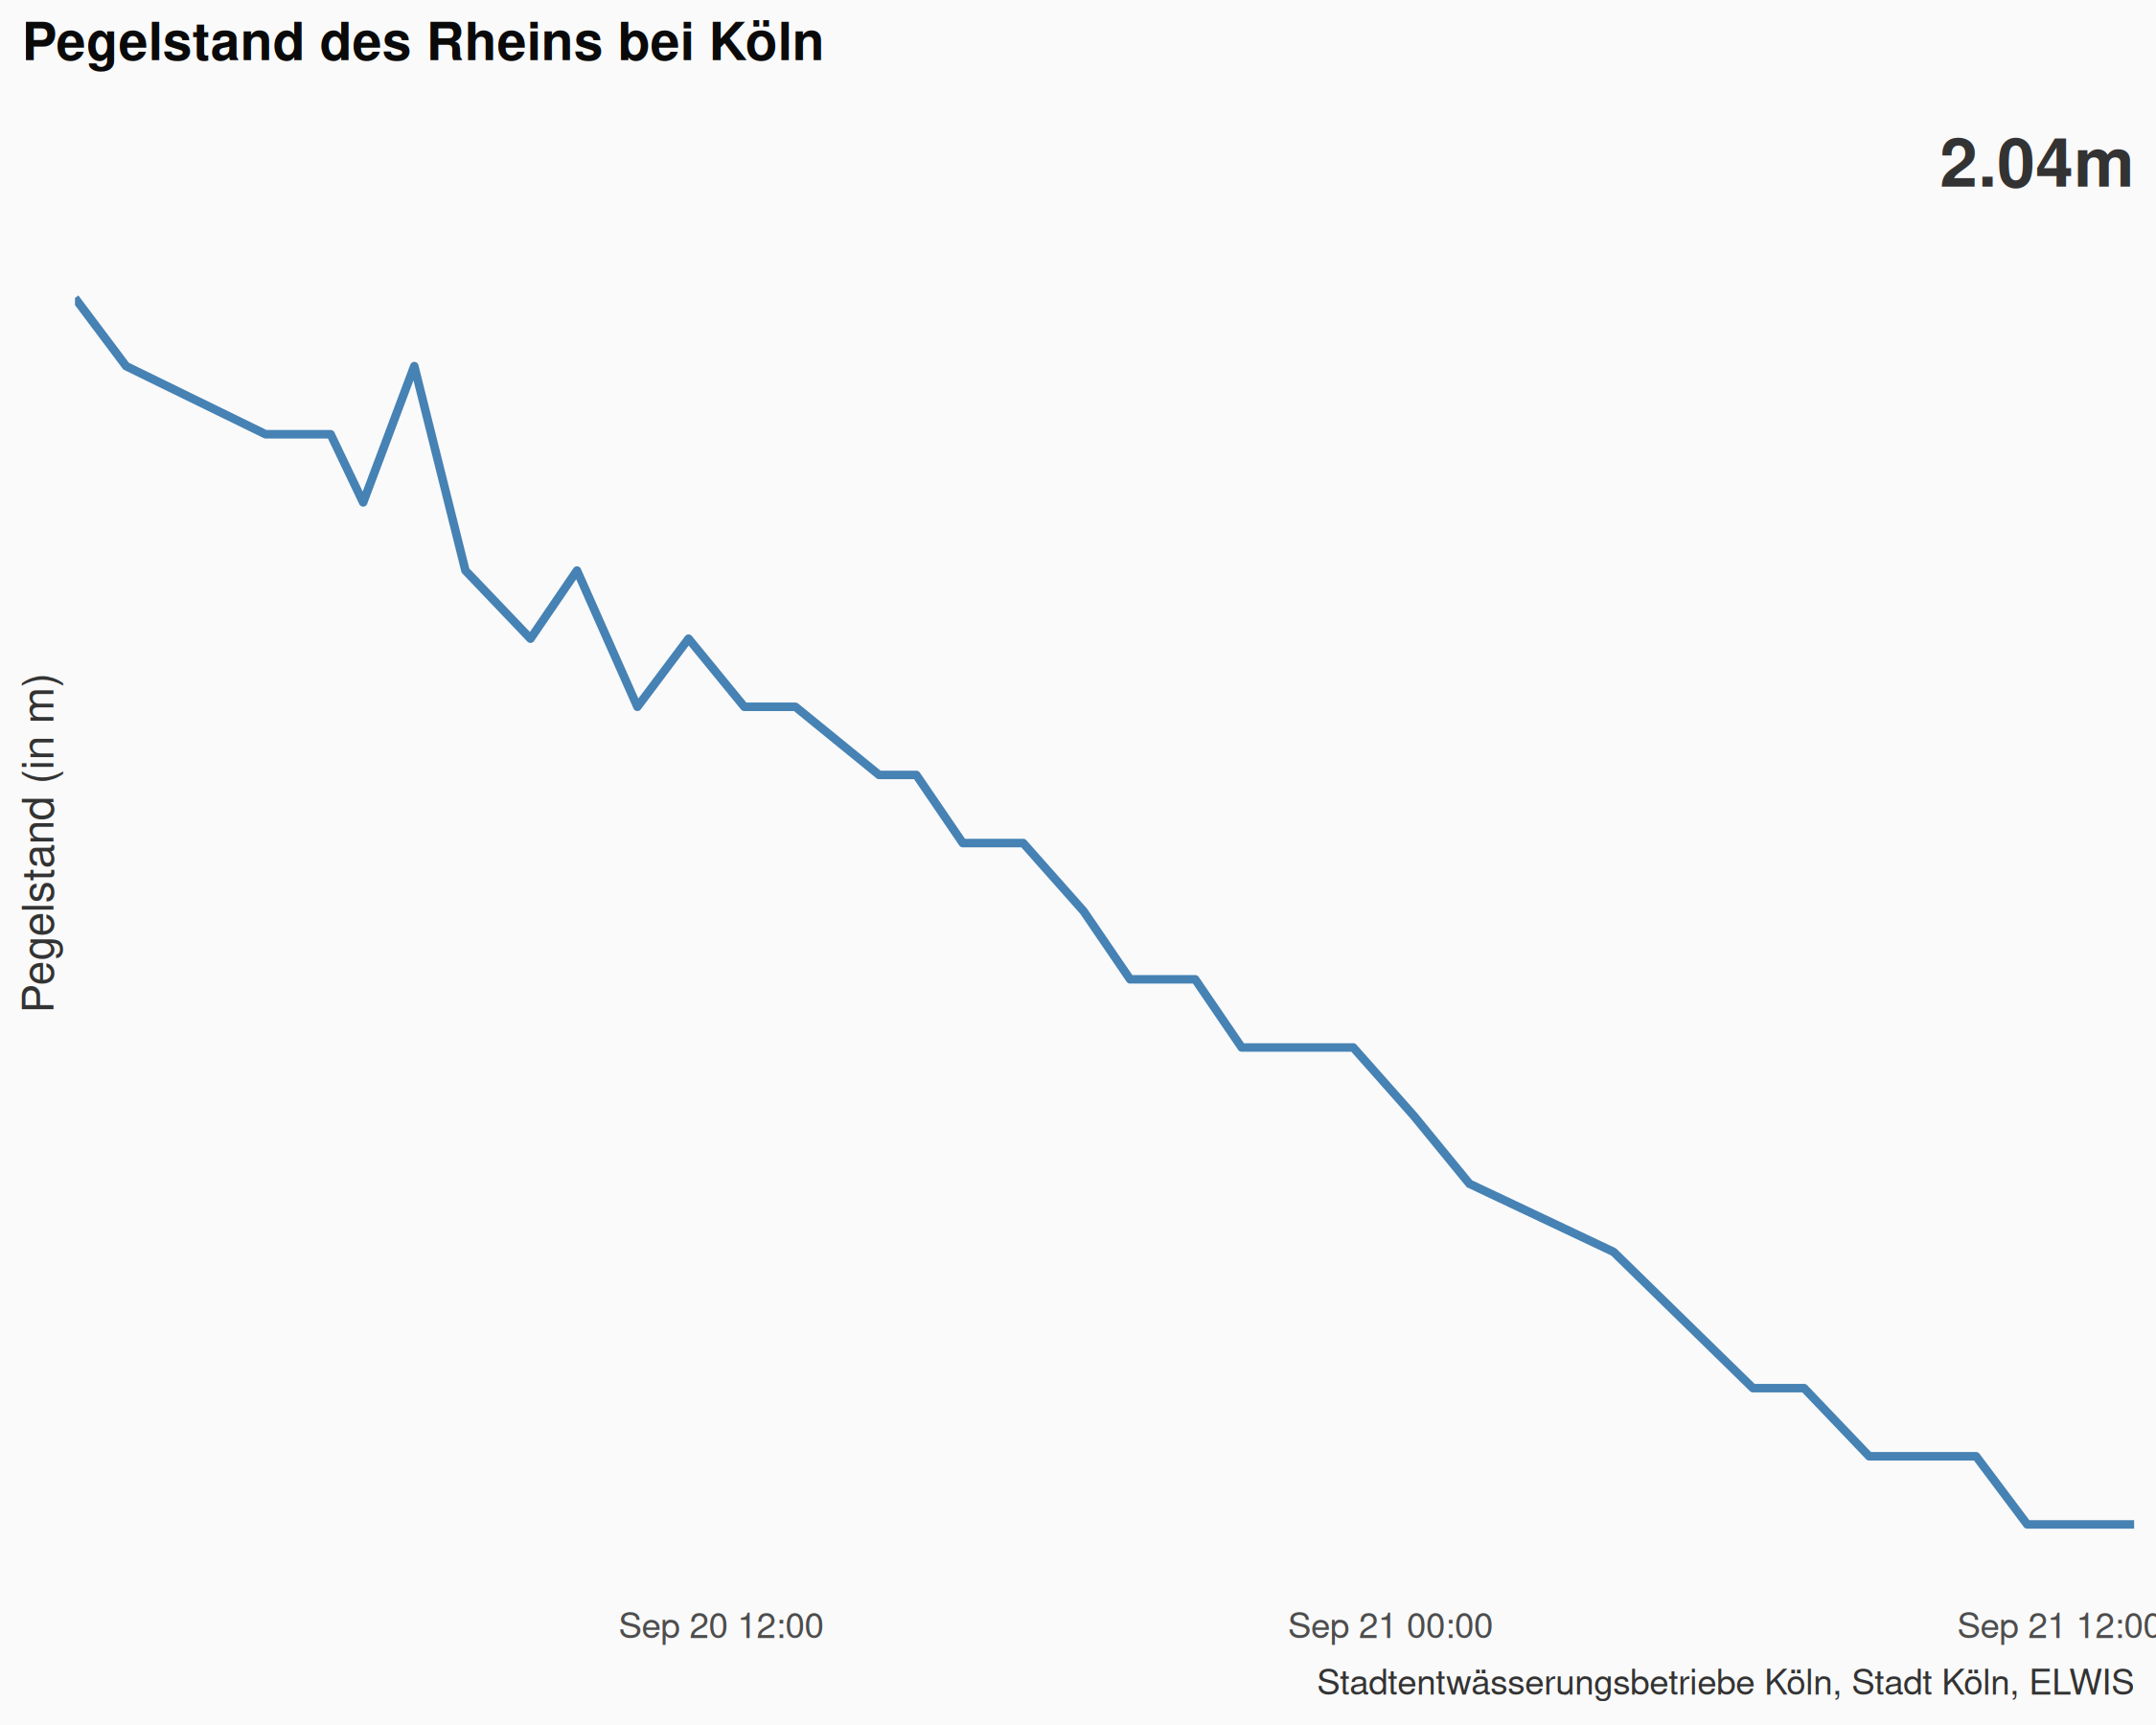 Pegelstand des Rheins bei Köln
2.04m
Pegelstand (in m)
Sep 20 12:00
Sep 21 00:00
Sep 21 12:00
Stadtentwässerungsbetriebe Köln, Stadt Köln, ELWIS